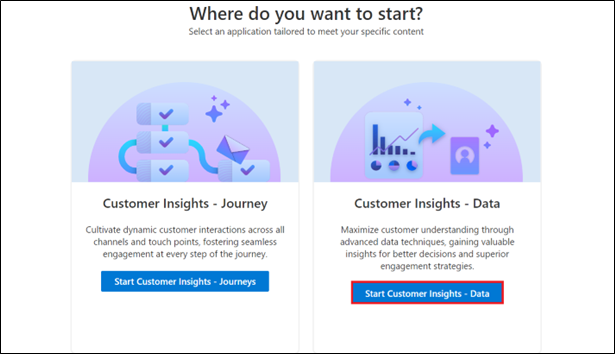 Where do you want to start?
Select an application tailored to meet your specific content
Customer Insights - Journey
Cultivate dynamic customer interactions across all
channels and touch points, fostering seamless
engagement at every step of the journey.
Start Customer Insights - Journeys
Customer Insights - Data
Maximize customer understanding through
advanced data techniques, gaining valuable
insights for better decisions and superior
engagement strategies.
Start Customer Insights - Data